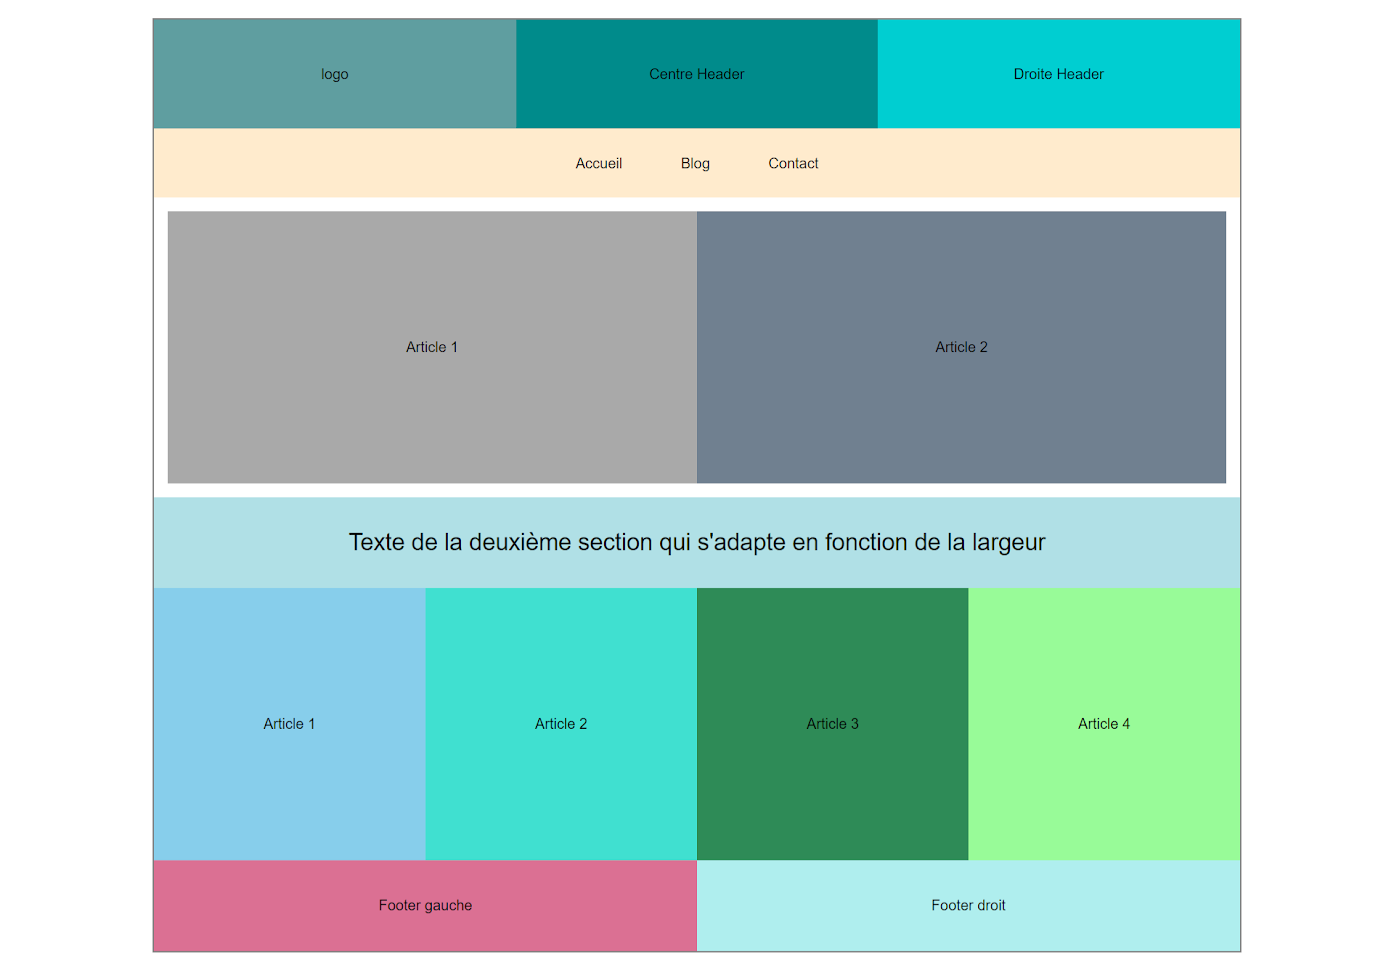 logo
Centre Header
Droite Header
Accueil
Blog
Contact
Article 1
Article 2
Texte de la deuxième section qui s'adapte en fonction de la largeur
Article 1
Article 2
Article 3
Article 4
Footer gauche
Footer droit